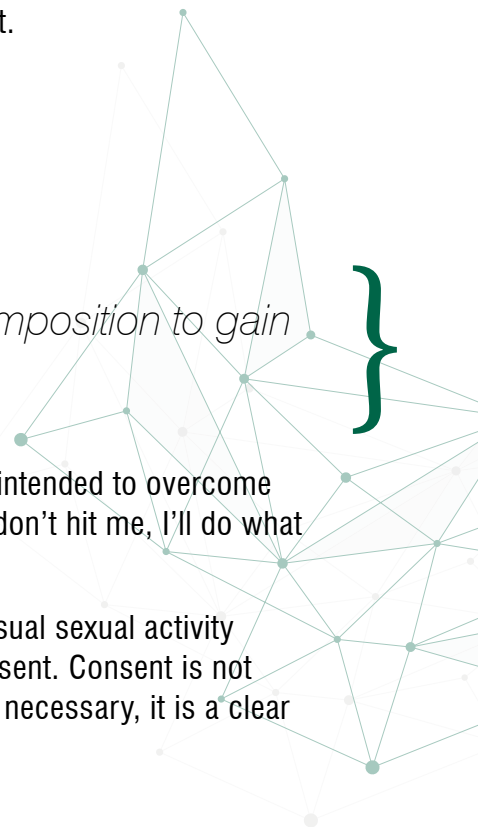 t.
mposition to gain
}
intended to overcome
don’t hit me, I’ll do what
sual sexual activity
sent. Consent is not
necessary, it is a clear